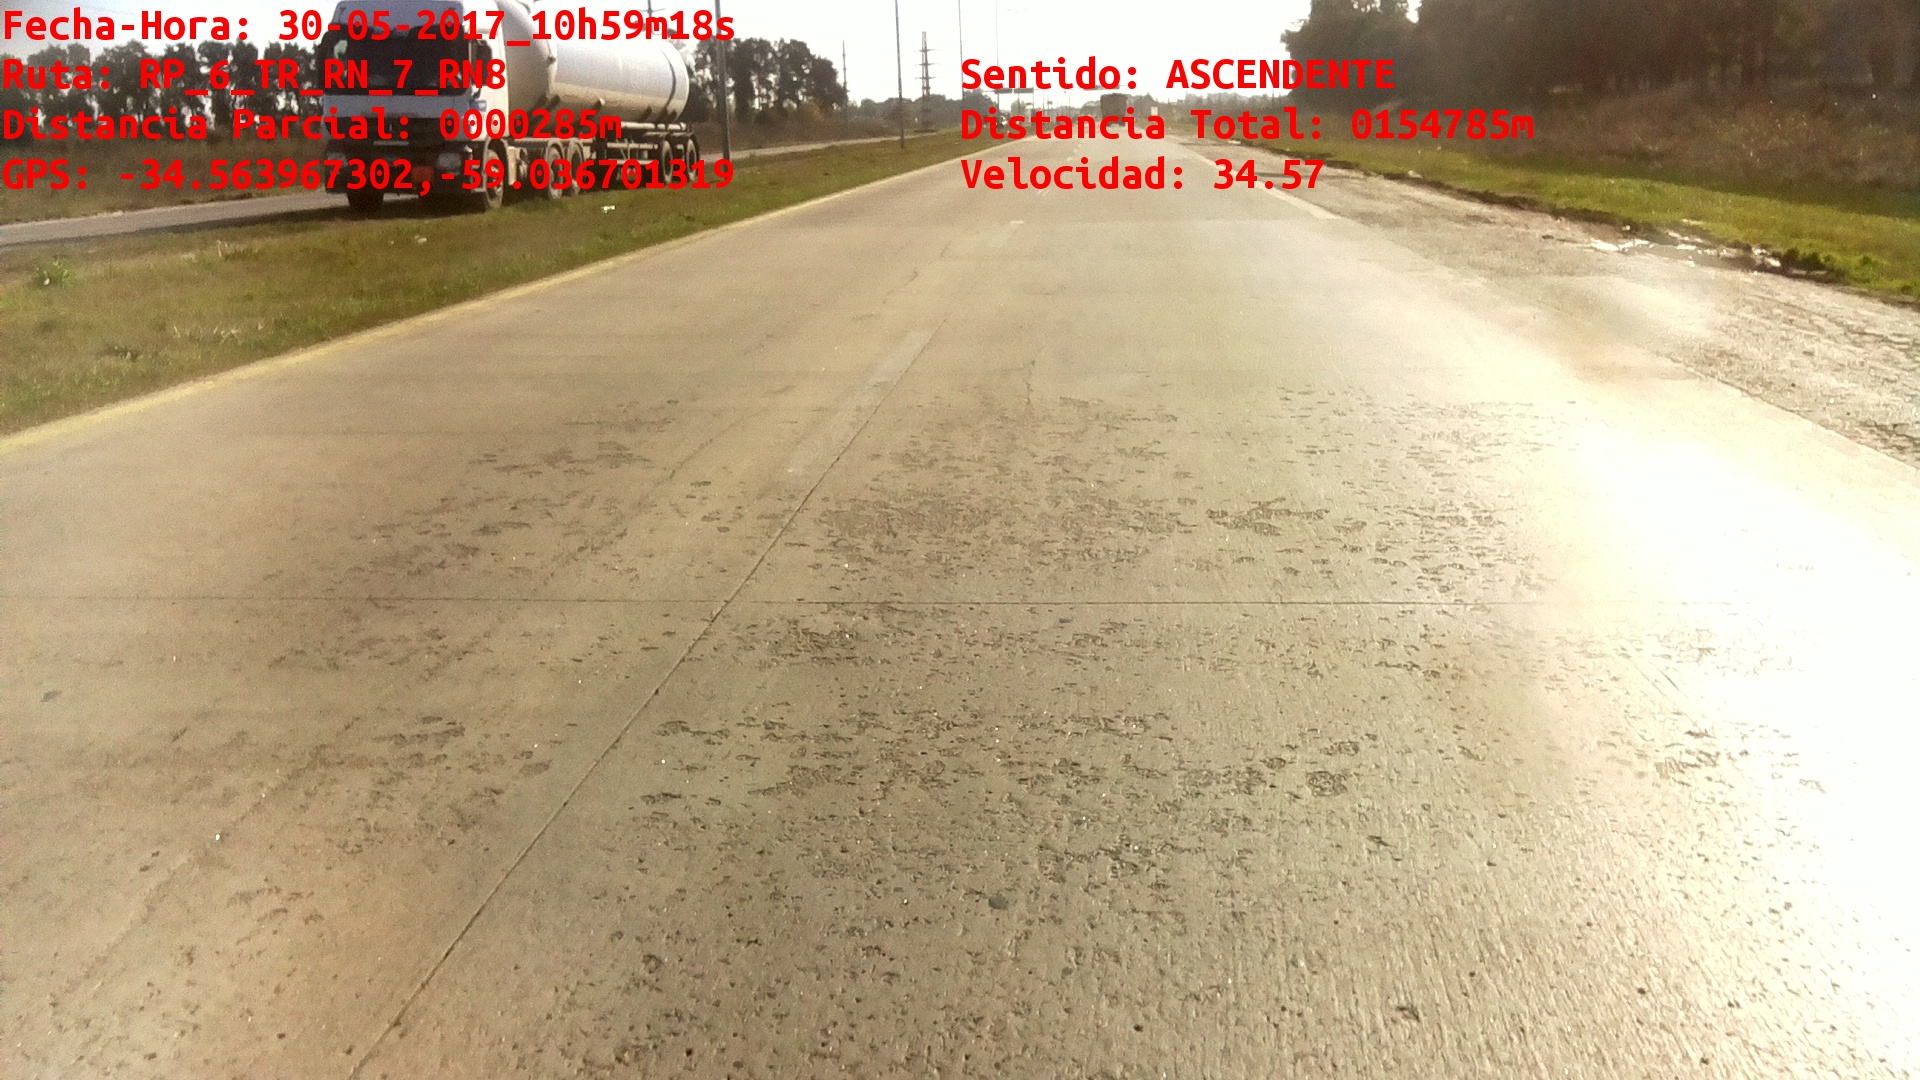 Fecha-Hora: 30-05-2017_10h59m18s
Ruta: RP_6_TR_RN_7_RN8
Sentido: ASCENDENTE
Distancia Parcial: 0000285m
Distancia Total: 0154785m
GPS: -34.563967302,-59.036701319
Velocidad: 34.57